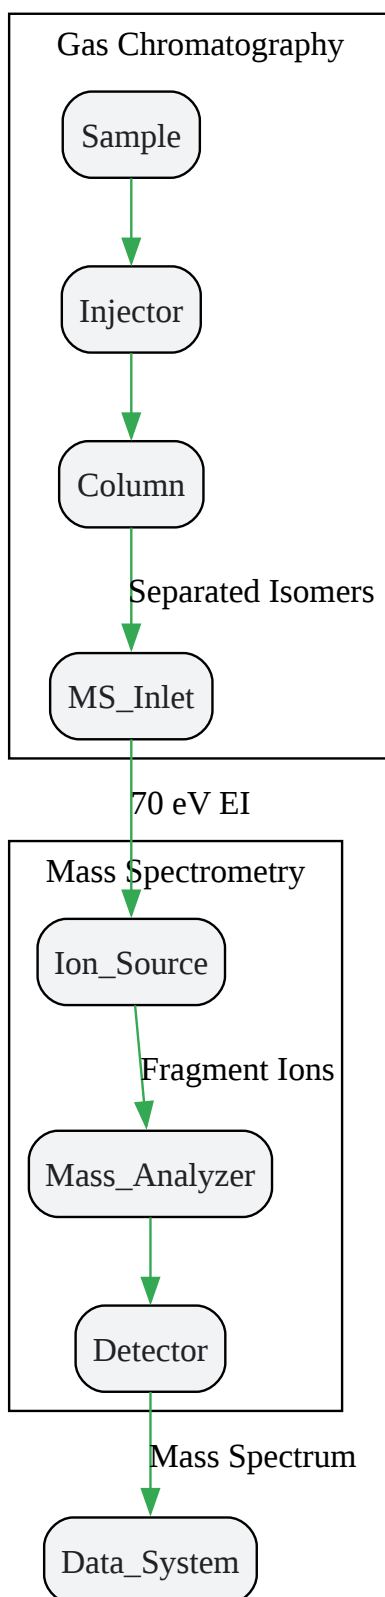 Gas Chromatography
Sample
Injector
Column
Separated Isomers
MS_Inlet
70 eV EI
Mass Spectrometry
Ion_Source
Fragment Ions
Mass_Analyzer
Detector
Mass Spectrum
Data_System